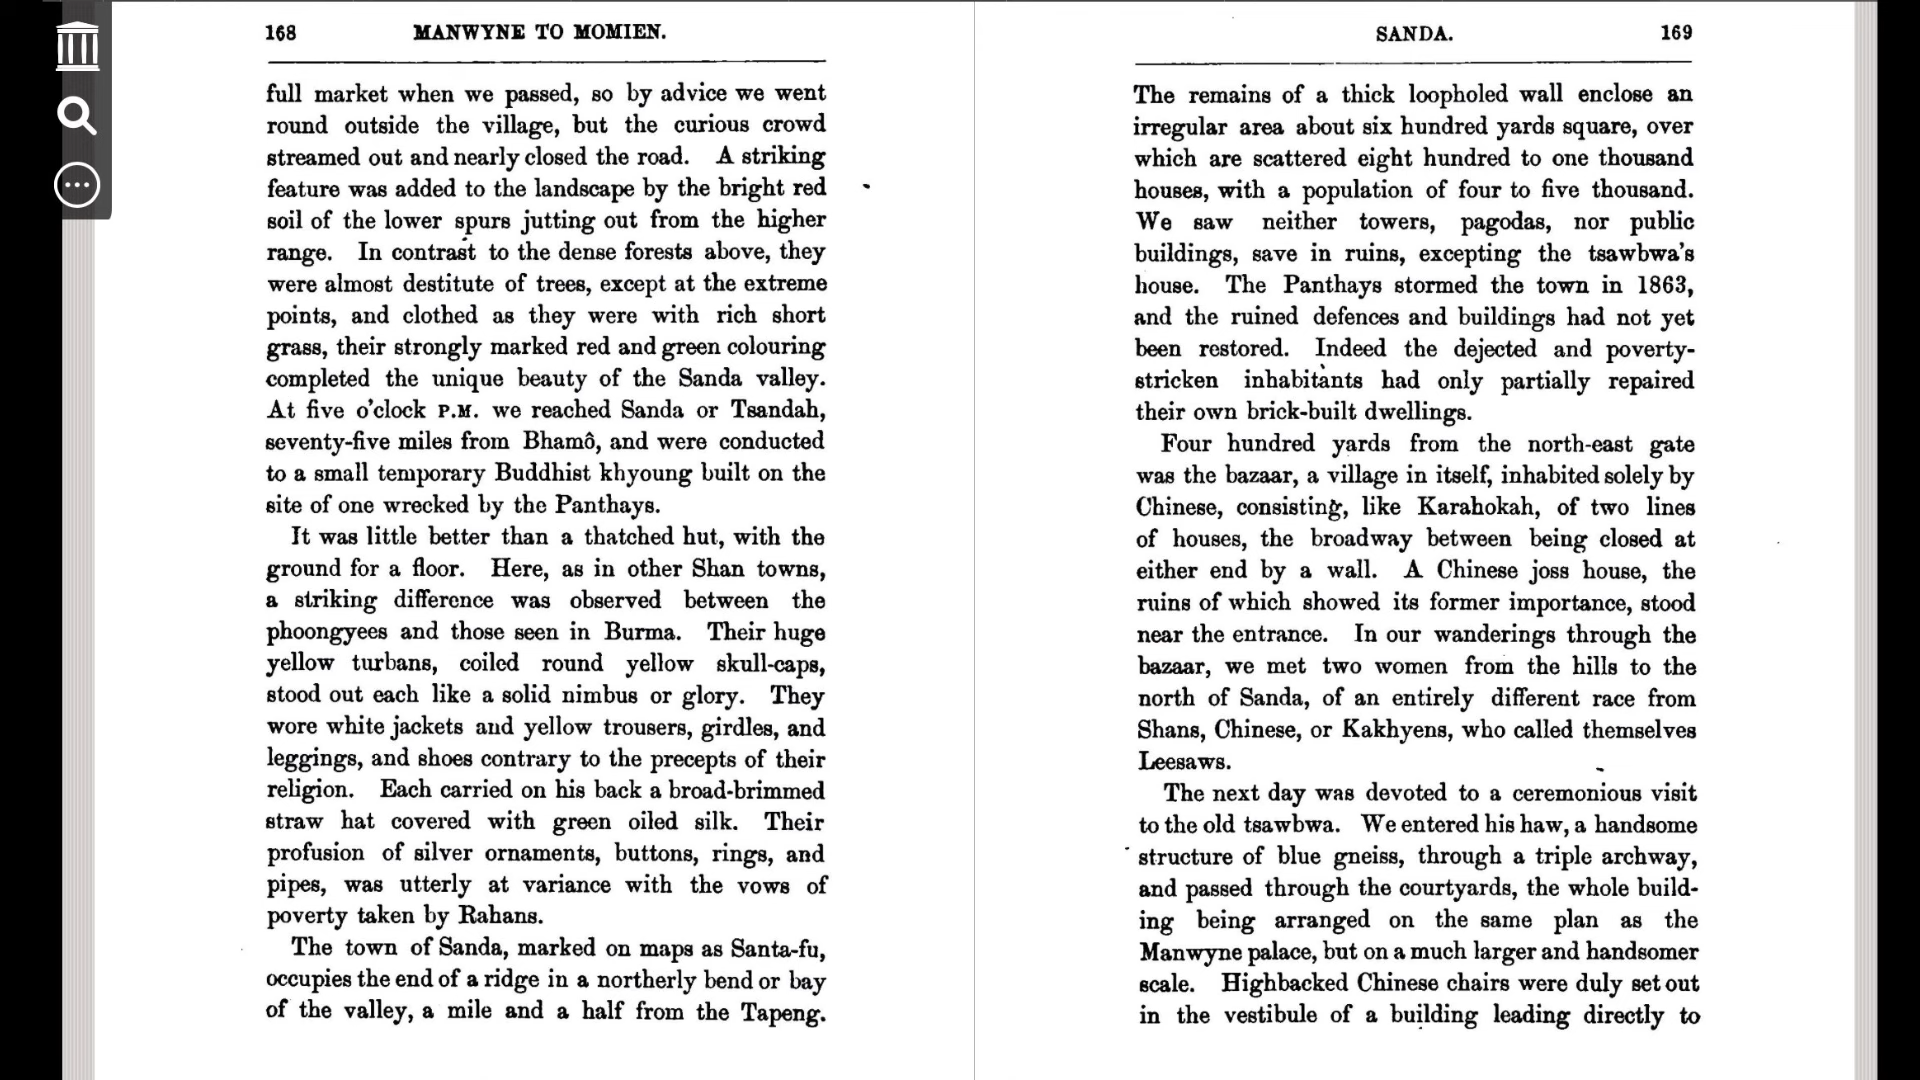 168 MANWYNE TO MOMIEN.
full market when we passed, so by advice we went
round outside the village, but the curious crowd
streamed out and nearly closed the road. A striking
feature was added to the landscape by the bright red
soil of the lower spurs jutting out from the higher
range. In contrast to the dense forests above, they
were almost destitute of trees, except at the extreme
points, and clothed as they were with rich short
grass, their strongly marked red and green colouring
completed the unique beauty of the Sanda valley.
At five o'clock P.M. we reached Sanda or Tsandah,
seventy-five miles from Bhamô, and were conducted
to a small temporary Buddhist khyoung built on the
site of one wrecked by the Panthays.
It was little better than a thatched hut, with the
ground for a floor. Here, as in other Shan towns,
a striking difference was observed between the
phoongyees and those seen in Burma. Their huge
yellow turbans, coiled round yellow skull-caps,
stood out each like a solid nimbus or glory. They
wore white jackets and yellow trousers, girdles, and
leggings, and shoes contrary to the precepts of their
religion. Each carried on his back a broad-brimmed
straw hat covered with green oiled silk. Their
profusion of silver ornaments, buttons, rings, and
pipes, was utterly at variance with the vows of
poverty taken by Rahans.
The town of Sanda, marked on maps as Santa-fu,
occupies the end of a ridge in a northerly bend or bay
of the valley, a mile and a half from the Tapeng.
SANDA. 169
The remains of a thick loopholed wall enclose an
irregular area about six hundred yards square, over
which are scattered eight hundred to one thousand
houses, with a population of four to five thousand.
We saw neither towers, pagodas, nor public
buildings, save in ruins, excepting the tsawbwa's
house. The Panthays stormed the town in 1863,
and the ruined defences and buildings had not yet
been restored. Indeed the dejected and poverty-
stricken inhabitants had only partially repaired
their own brick-built dwellings.
Four hundred yards from the north-east gate
was the bazaar, a village in itself, inhabited solely by
Chinese, consisting, like Karahokah, of two lines
of houses, the broadway between being closed at
either end by a wall. A Chinese joss house, the
ruins of which showed its former importance, stood
near the entrance. In our wanderings through the
bazaar, we met two women from the hills to the
north of Sanda, of an entirely different race from
Shans, Chinese, or Kakhyens, who called themselves
Leesaws.
The next day was devoted to a ceremonious visit
to the old tsawbwa. We entered his haw, a handsome
structure of blue gneiss, through a triple archway,
and passed through the courtyards, the whole build-
ing being arranged on the same plan as the
Manwyne palace, but on a much larger and handsomer
scale. Highbacked Chinese chairs were duly set out
in the vestibule of a building leading directly to